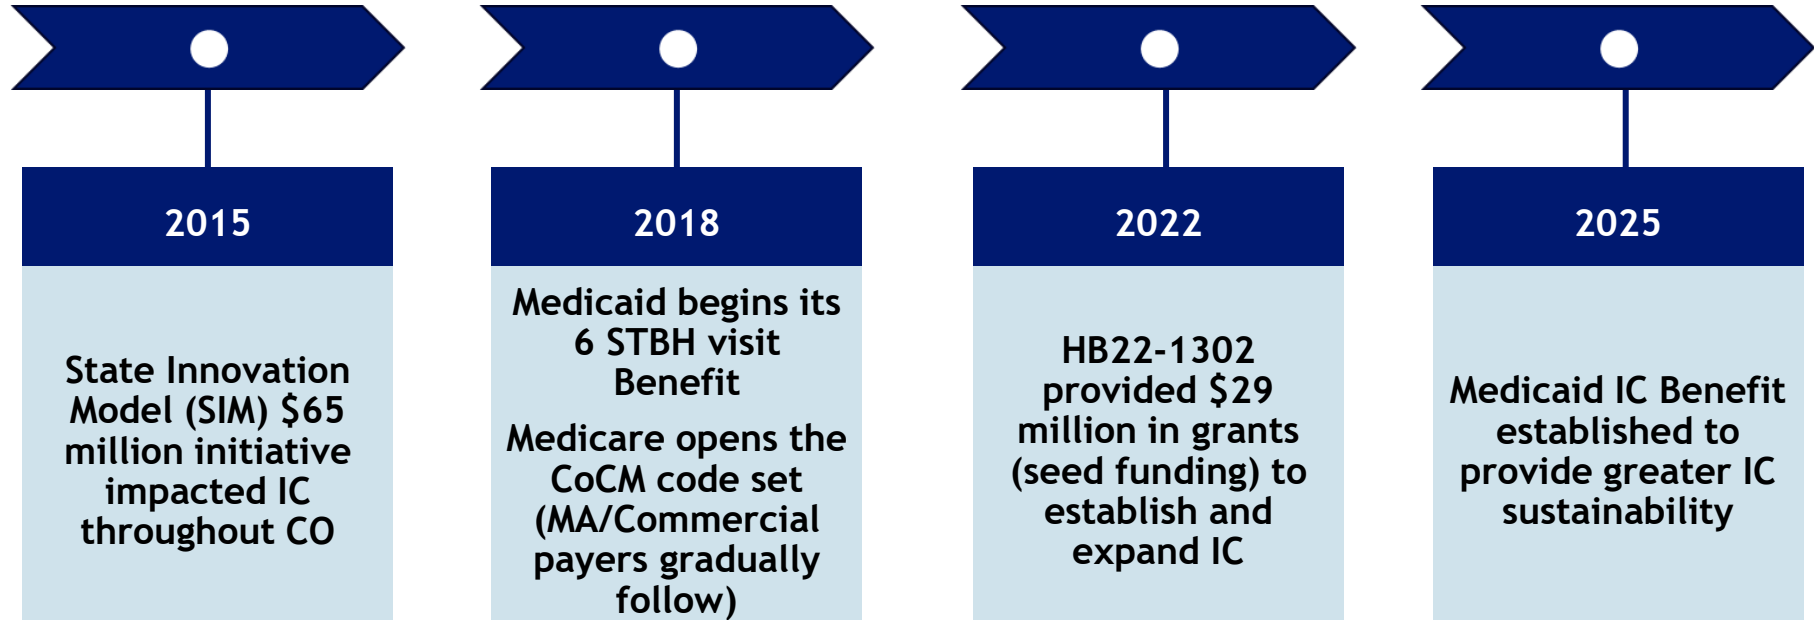 2015
State Innovation
Model (SIM) $65
million initiative
impacted IC
throughout CO
2018
Medicaid begins its
6 STBH visit
Benefit
Medicare opens the
CoCM code set
(MA/Commercial
payers gradually
follow)
2022
HB22-1302
provided $29
million in grants
(seed funding) to
establish and
expand IC
2025
Medicaid IC Benefit
established to
provide greater IC
sustainability